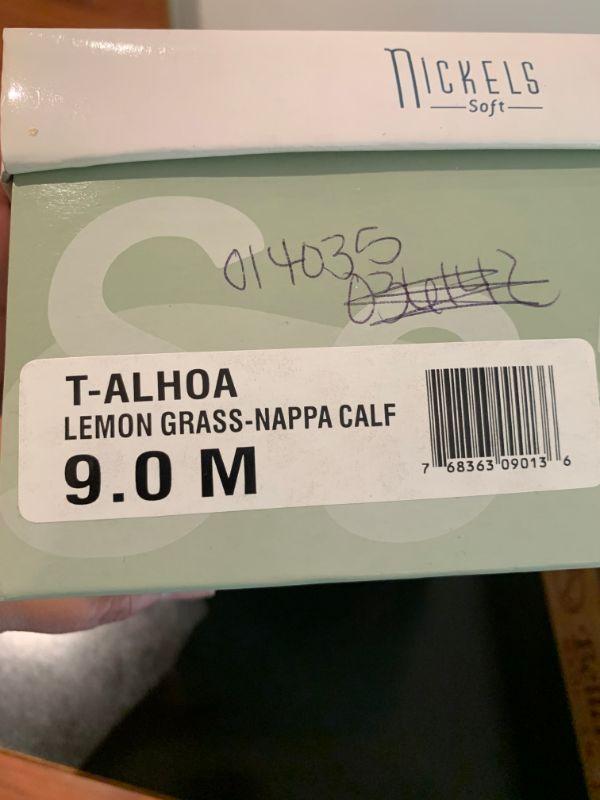 NICKELS
Soft
014035
T-ALHOA
LEMON GRASS-NAPPA CALF
9.0 M
7 68363 09013 6